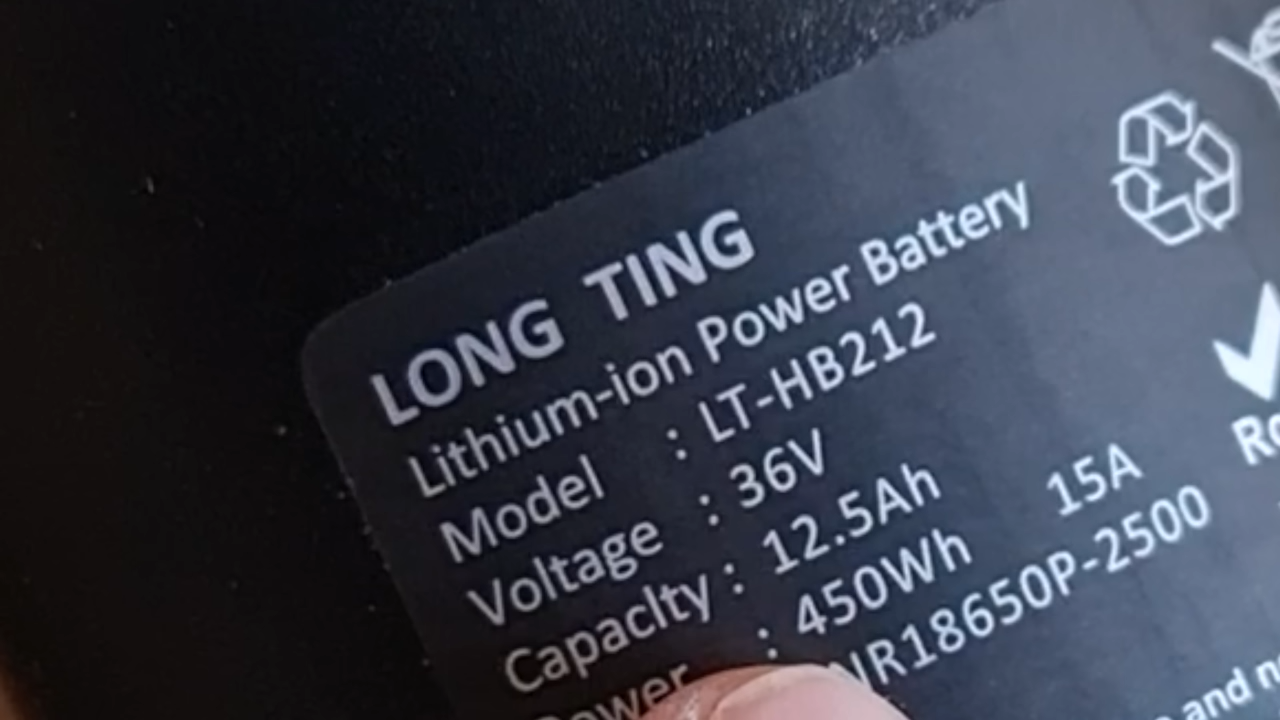 LONG TING
Lithium-ion Power Battery
Model : LT-HB212
Voltage : 36V
Capaclty : 12.5Ah 15A
Power : 450Wh
NR18650P-2500
and